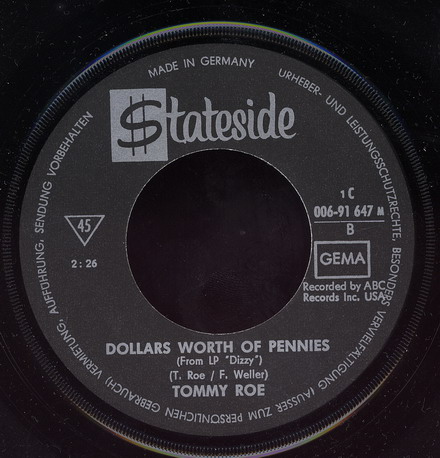 MADE IN GERMANY
URHEBER- UND LEISTUNGSSCHUTZRECHTE, BESONDERS VERVIELFÄLTIGUNG (AUSSER ZUM PERSÖNLICHEN GEBRAUCH) VERMIETUNG, AUFFÜHRUNG, SENDUNG VORBEHALTEN
$tateside
1 C
006-91 647 M
B
45
GEMA
2:26
Recorded by ABC
Records Inc. USA
DOLLARS WORTH OF PENNIES
(From LP "Dizzy")
(T. Roe / F. Weller)
TOMMY ROE